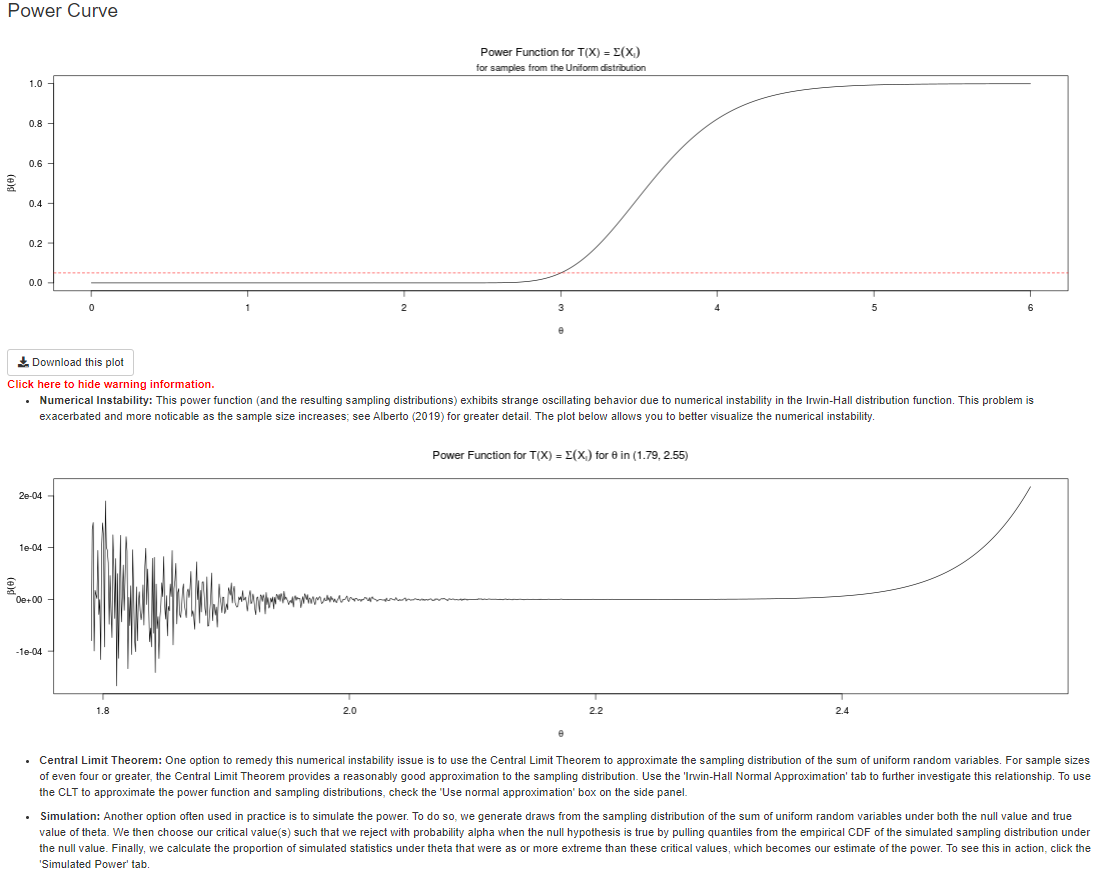 Power Curve
Power Function for T(X) = Σ(Xᵢ)
for samples from the Uniform distribution
1.0
0.8
0.6
0.4
0.2
0.0
β(θ)
0 1 2 3 4 5 6
θ
Download this plot
Click here to hide warning information.
• Numerical Instability: This power function (and the resulting sampling distributions) exhibits strange oscillating behavior due to numerical instability in the Irwin-Hall distribution function. This problem is
exacerbated and more noticable as the sample size increases; see Alberto (2019) for greater detail. The plot below allows you to better visualize the numerical instability.
Power Function for T(X) = Σ(Xᵢ) for θ in (1.79, 2.55)
2e-04
1e-04
0e+00
-1e-04
β(θ)
1.8 2.0 2.2 2.4
θ
• Central Limit Theorem: One option to remedy this numerical instability issue is to use the Central Limit Theorem to approximate the sampling distribution of the sum of uniform random variables. For sample sizes
of even four or greater, the Central Limit Theorem provides a reasonably good approximation to the sampling distribution. Use the 'Irwin-Hall Normal Approximation' tab to further investigate this relationship. To use
the CLT to approximate the power function and sampling distributions, check the 'Use normal approximation' box on the side panel.
• Simulation: Another option often used in practice is to simulate the power. To do so, we generate draws from the sampling distribution of the sum of uniform random variables under both the null value and true
value of theta. We then choose our critical value(s) such that we reject with probability alpha when the null hypothesis is true by pulling quantiles from the empirical CDF of the simulated sampling distribution under
the null value. Finally, we calculate the proportion of simulated statistics under theta that were as or more extreme than these critical values, which becomes our estimate of the power. To see this in action, click the
'Simulated Power' tab.